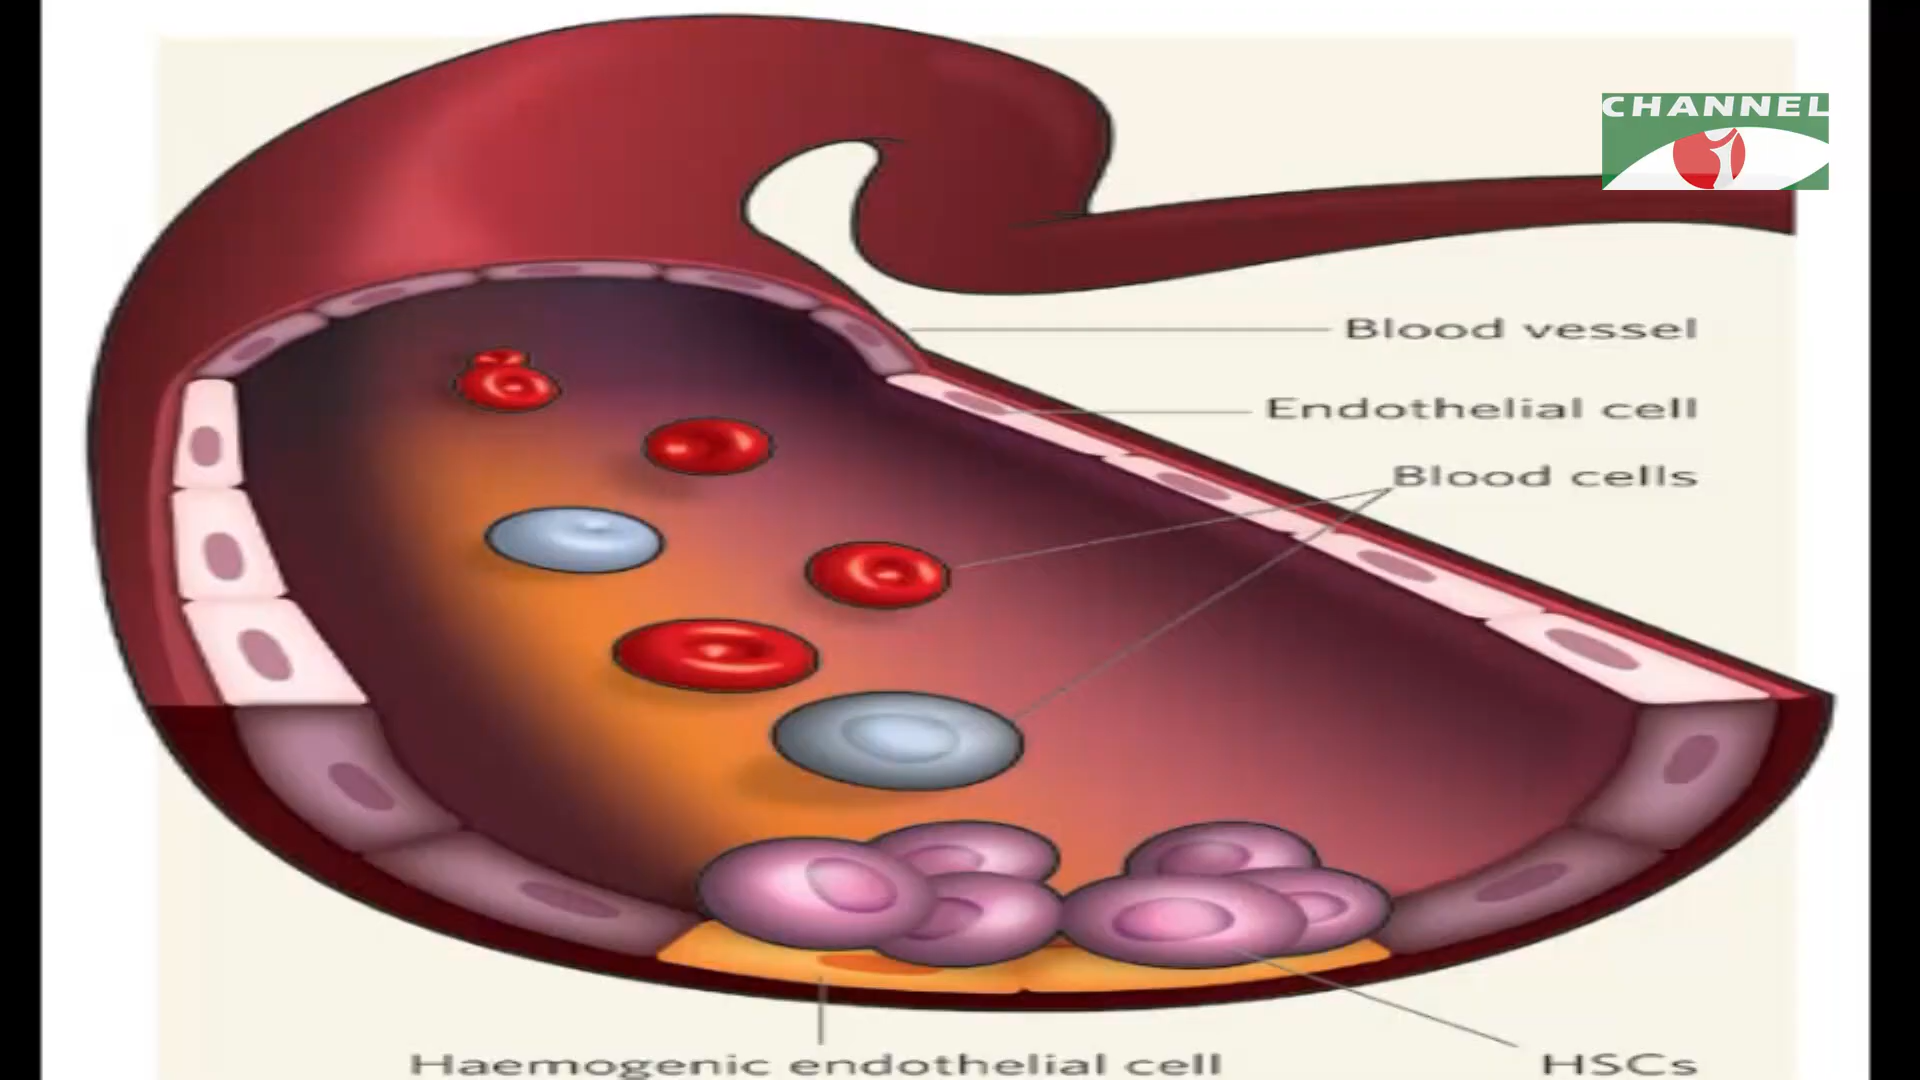 CHANNEL
i
Blood vessel
Endothelial cell
Blood cells
Haemogenic endothelial cell
HSCs